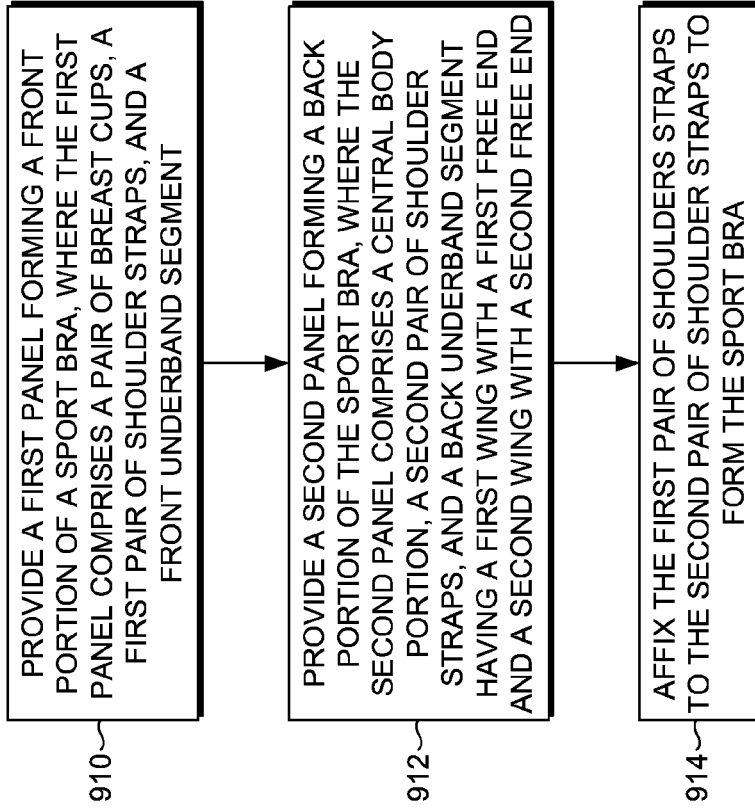 910
PROVIDE A FIRST PANEL FORMING A FRONT
PORTION OF A SPORT BRA, WHERE THE FIRST
PANEL COMPRISES A PAIR OF BREAST CUPS, A
FIRST PAIR OF SHOULDER STRAPS, AND A
FRONT UNDERBAND SEGMENT
912
PROVIDE A SECOND PANEL FORMING A BACK
PORTION OF THE SPORT BRA, WHERE THE
SECOND PANEL COMPRISES A CENTRAL BODY
PORTION, A SECOND PAIR OF SHOULDER
STRAPS, AND A BACK UNDERBAND SEGMENT
HAVING A FIRST WING WITH A FIRST FREE END
AND A SECOND WING WITH A SECOND FREE END
914
AFFIX THE FIRST PAIR OF SHOULDERS STRAPS
TO THE SECOND PAIR OF SHOULDER STRAPS TO
FORM THE SPORT BRA